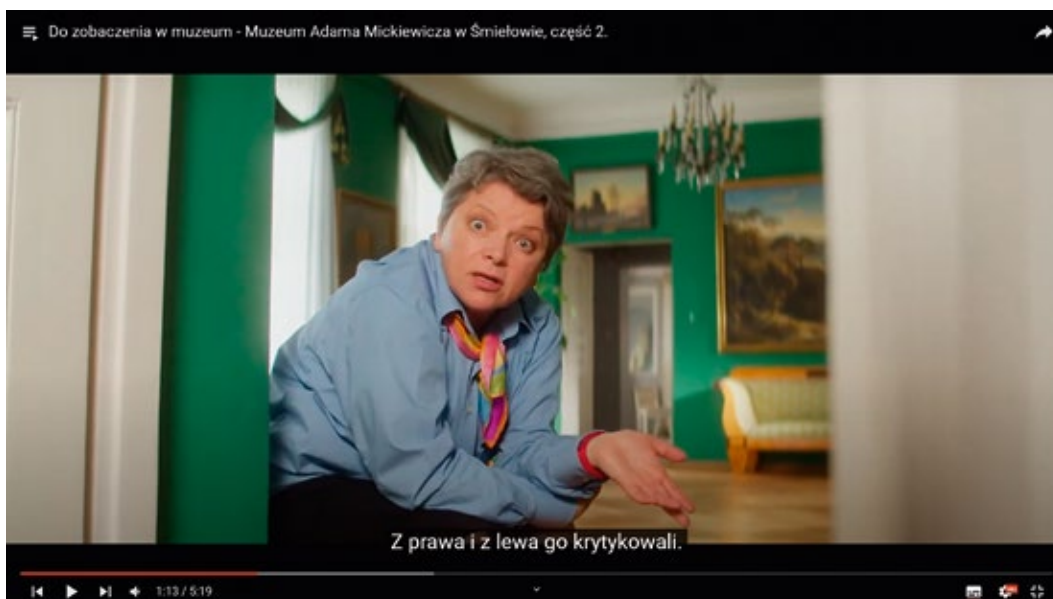 Do zobaczenia w muzeum - Muzeum Adama Mickiewicza w Śmiełowie, część 2.
Z prawa i z lewa go krytykowali.
1:13 / 5:19